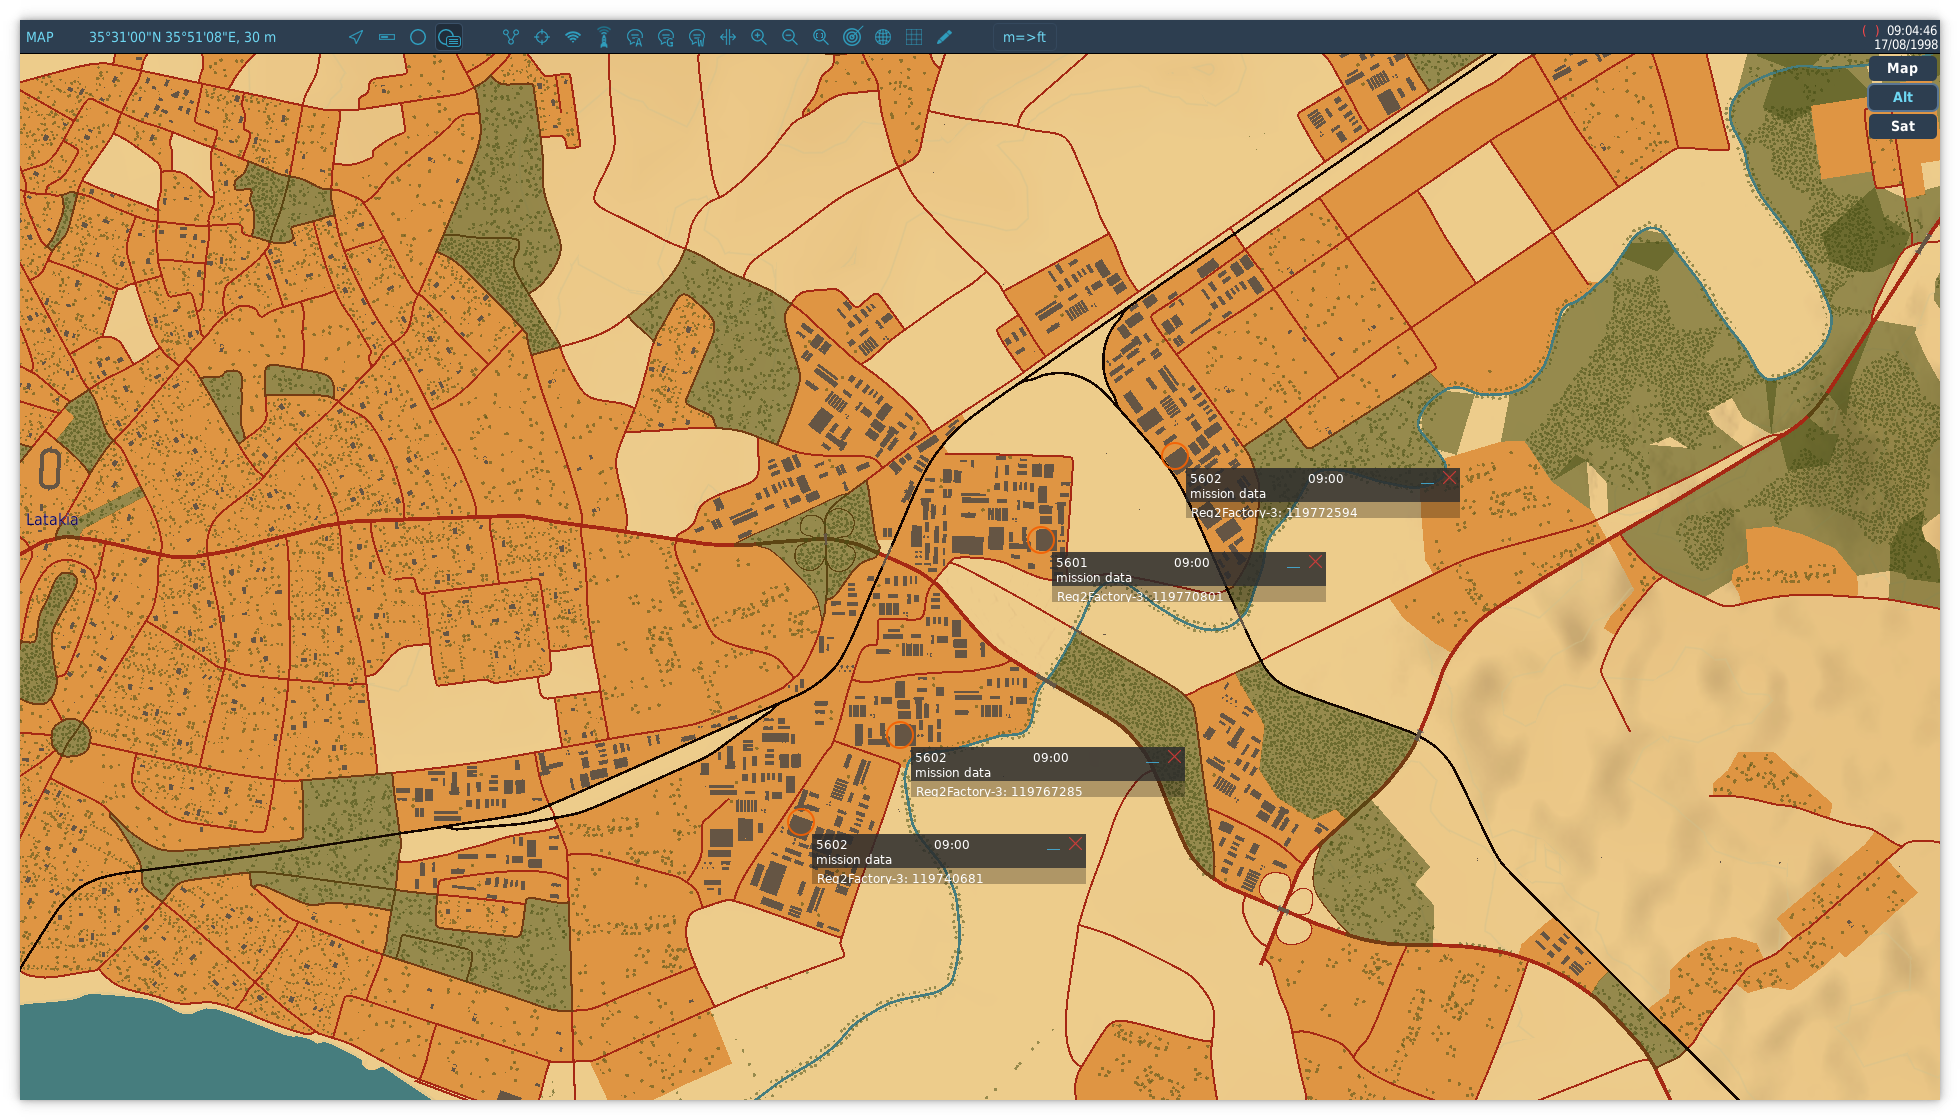 MAP 35°31'00"N 35°51'08"E, 30 m m=>ft ( ) 09:04:46
17/08/1998
Map
Alt
Sat
5602 09:00
mission data
Req2Factory-3: 119772594
Latakia
5601 09:00
mission data
Req2Factory-3: 119770801
5602 09:00
mission data
Req2Factory-3: 119767285
5602 09:00
mission data
Req2Factory-3: 119740681